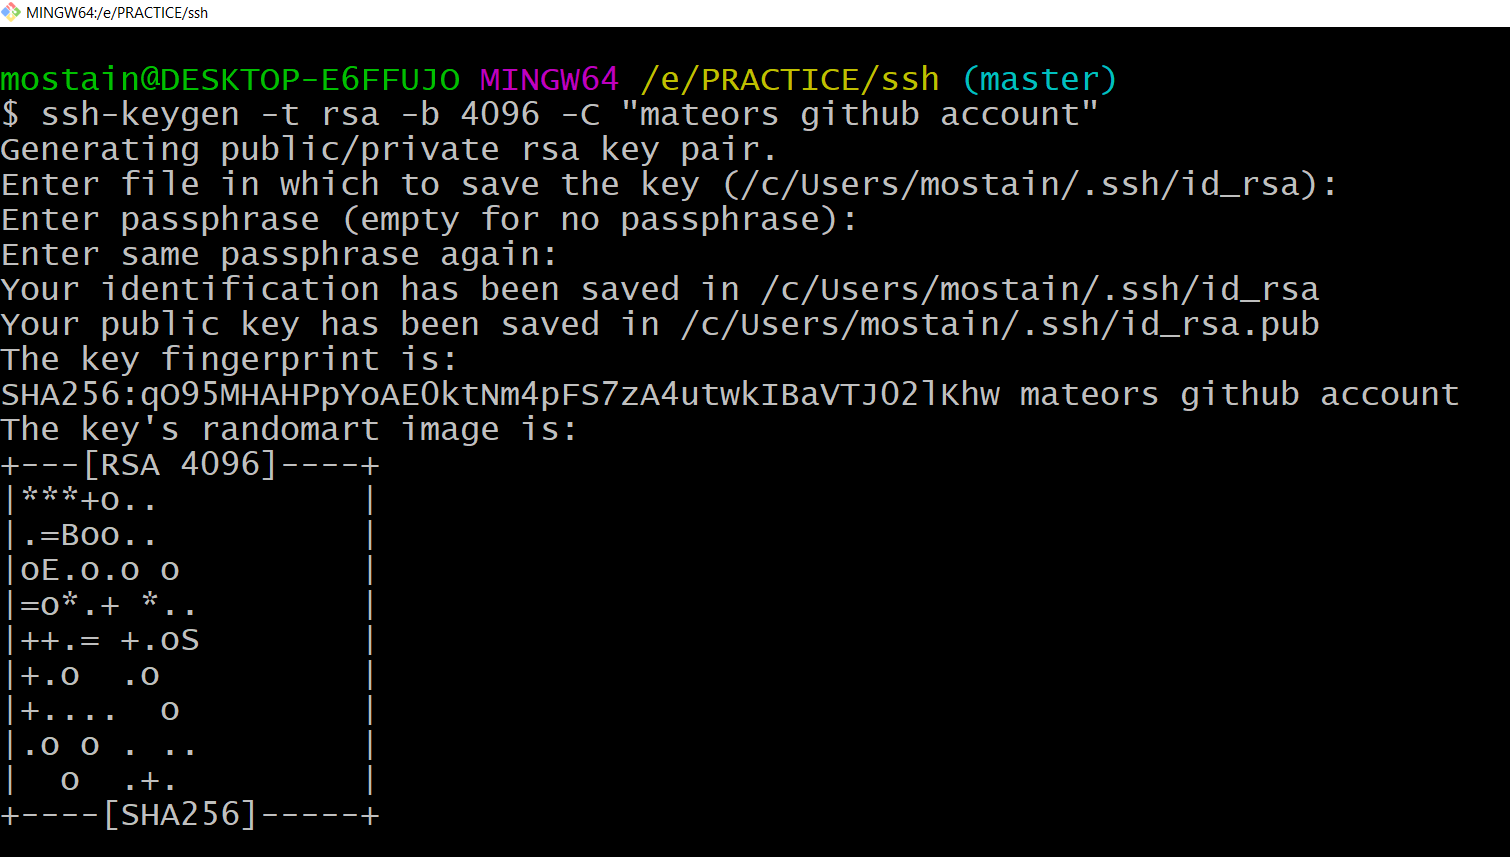 MINGW64:/e/PRACTICE/ssh
mostain@DESKTOP-E6FFUJO MINGW64 /e/PRACTICE/ssh (master)
$ ssh-keygen -t rsa -b 4096 -C "mateors github account"
Generating public/private rsa key pair.
Enter file in which to save the key (/c/Users/mostain/.ssh/id_rsa):
Enter passphrase (empty for no passphrase):
Enter same passphrase again:
Your identification has been saved in /c/Users/mostain/.ssh/id_rsa
Your public key has been saved in /c/Users/mostain/.ssh/id_rsa.pub
The key fingerprint is:
SHA256:qO95MHAHPpYoAE0ktNm4pFS7zA4utwkIBaVTJO2lKhw mateors github account
The key's randomart image is:
+---[RSA 4096]----+
|***+o..          |
|.=Boo..          |
|oE.o.o o         |
|=o*.+ *..        |
|++.= +.oS        |
|+.o  .o          |
|+....  o         |
|.o o . ..        |
|  o  .+.         |
+----[SHA256]-----+